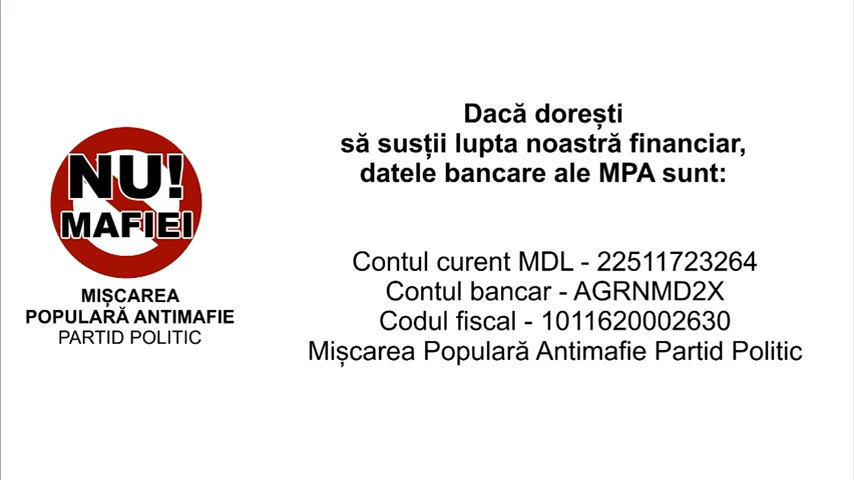 NU!
MAFIEI
MIȘCAREA
POPULARĂ ANTIMAFIE
PARTID POLITIC
Dacă dorești
să susții lupta noastră financiar,
datele bancare ale MPA sunt:
Contul curent MDL - 22511723264
Contul bancar - AGRNMD2X
Codul fiscal - 1011620002630
Mișcarea Populară Antimafie Partid Politic